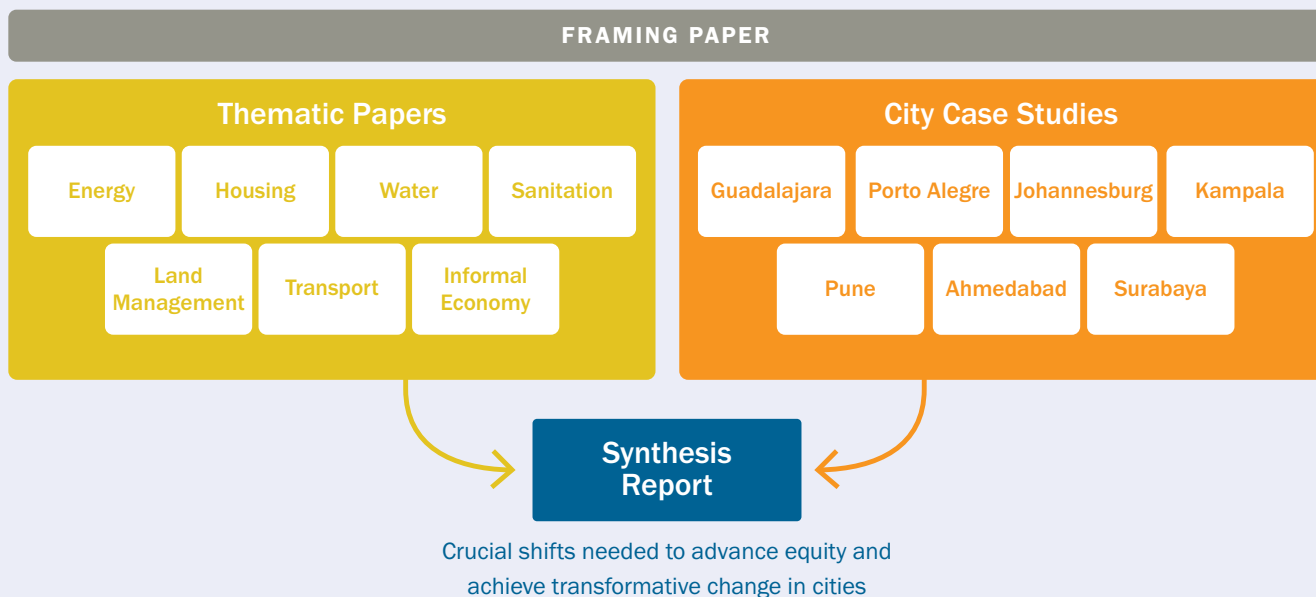 FRAMING PAPER
Thematic Papers
Energy
Housing
Water
Sanitation
Land
Management
Transport
Informal
Economy
City Case Studies
Guadalajara
Porto Alegre
Johannesburg
Kampala
Pune
Ahmedabad
Surabaya
Synthesis
Report
Crucial shifts needed to advance equity and
achieve transformative change in cities